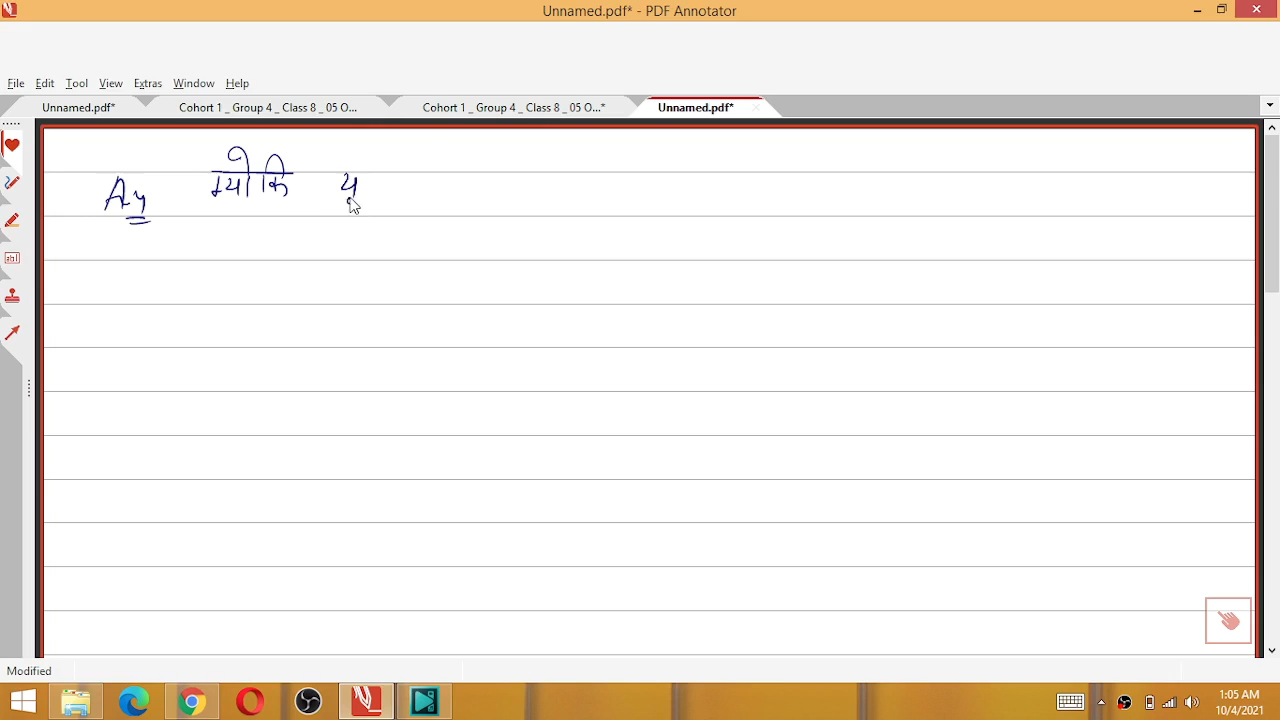 Unnamed.pdf* - PDF Annotator
File Edit Tool View Extras Window Help
Unnamed.pdf* Cohort 1 _ Group 4 _ Class 8 _ 05 O... Cohort 1 _ Group 4 _ Class 8 _ 05 O...* Unnamed.pdf*
क्योंकि
Modified
1:05 AM
10/4/2021